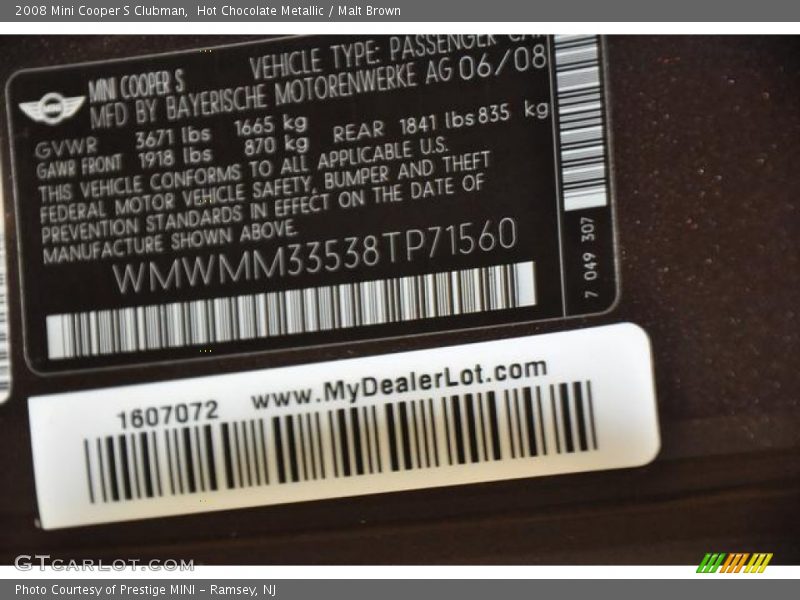 2008 Mini Cooper S Clubman,  Hot Chocolate Metallic / Malt Brown
MINI COOPER S
VEHICLE TYPE: PASSENGER CAR
MFD BY BAYERISCHE MOTORENWERKE AG 06/08
GVWR 3671 lbs 1665 kg
GAWR FRONT 1918 lbs 870 kg REAR 1841 lbs 835 kg
THIS VEHICLE CONFORMS TO ALL APPLICABLE U.S.
FEDERAL MOTOR VEHICLE SAFETY, BUMPER AND THEFT
PREVENTION STANDARDS IN EFFECT ON THE DATE OF
MANUFACTURE SHOWN ABOVE.
WMWMM33538TP71560
7 049 307
1607072
www.MyDealerLot.com
GTCARLOT.COM
Photo Courtesy of Prestige MINI - Ramsey, NJ